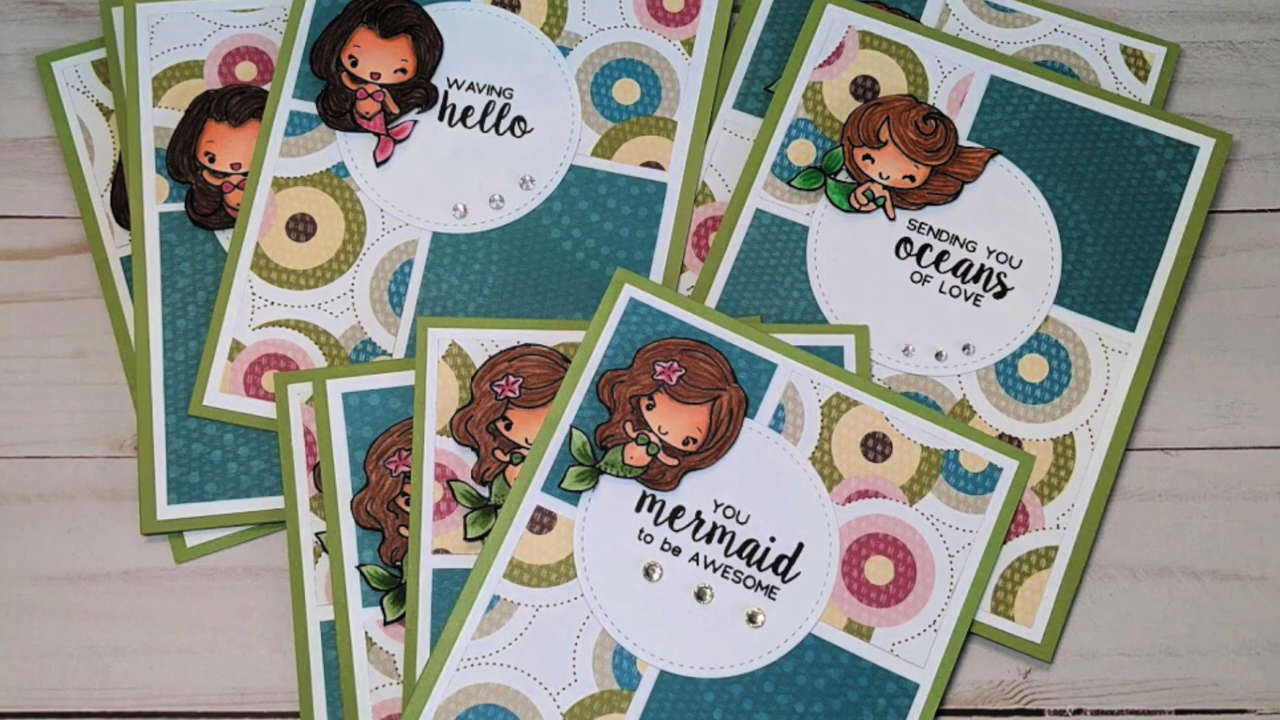 WAVING
hello
SENDING YOU
oceans
OF LOVE
YOU
mermaid
to be AWESOME